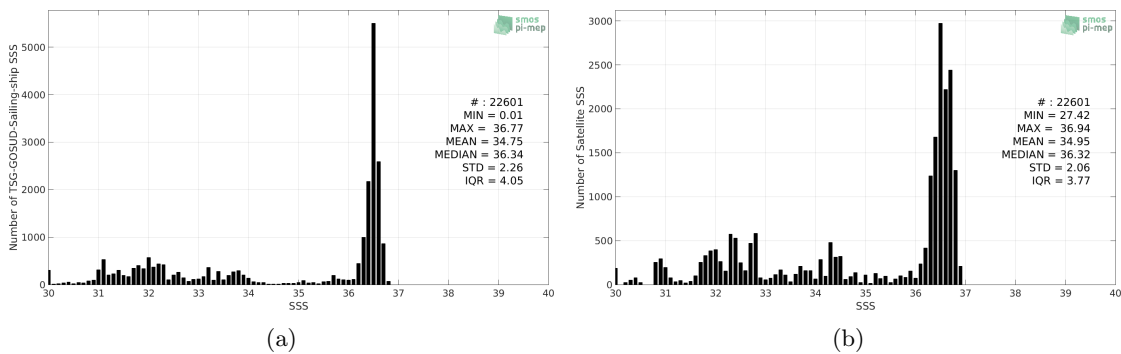 smos
pi-mep
Number of TSG-GOSUD-Sailing-ship SSS
5000
4000
3000
2000
1000
0
# : 22601
MIN = 0.01
MAX = 36.77
MEAN = 34.75
MEDIAN = 36.34
STD = 2.26
IQR = 4.05
30 31 32 33 34 35 36 37 38 39 40
SSS
(a)
smos
pi-mep
Number of Satellite SSS
3000
2500
2000
1500
1000
500
0
# : 22601
MIN = 27.42
MAX = 36.94
MEAN = 34.95
MEDIAN = 36.32
STD = 2.06
IQR = 3.77
30 31 32 33 34 35 36 37 38 39 40
SSS
(b)